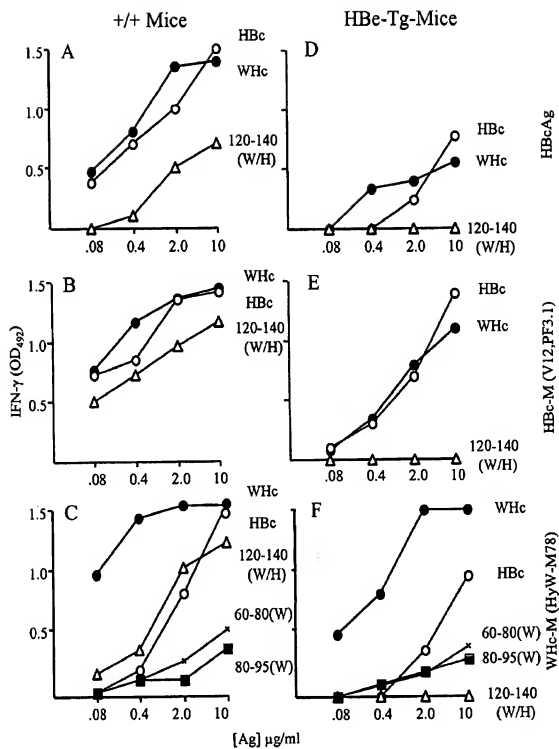 +/+ Mice
HBe-Tg-Mice
A
1.5
1.0
0.5
.08 0.4 2.0 10
HBc
WHc
120-140
(W/H)
D
.08 0.4 2.0 10
HBc
WHc
120-140
(W/H)
HBcAg
B
1.5
1.0
0.5
.08 0.4 2.0 10
WHc
HBc
120-140
(W/H)
IFN-γ (OD492)
E
.08 0.4 2.0 10
HBc
WHc
120-140
(W/H)
HBc-M (V12,PF3.1)
C
1.5
1.0
0.5
.08 0.4 2.0 10
WHc
HBc
120-140
(W/H)
60-80(W)
80-95(W)
F
.08 0.4 2.0 10
WHc
HBc
60-80(W)
80-95(W)
120-140
(W/H)
WHc-M (HyW-M78)
[Ag] µg/ml